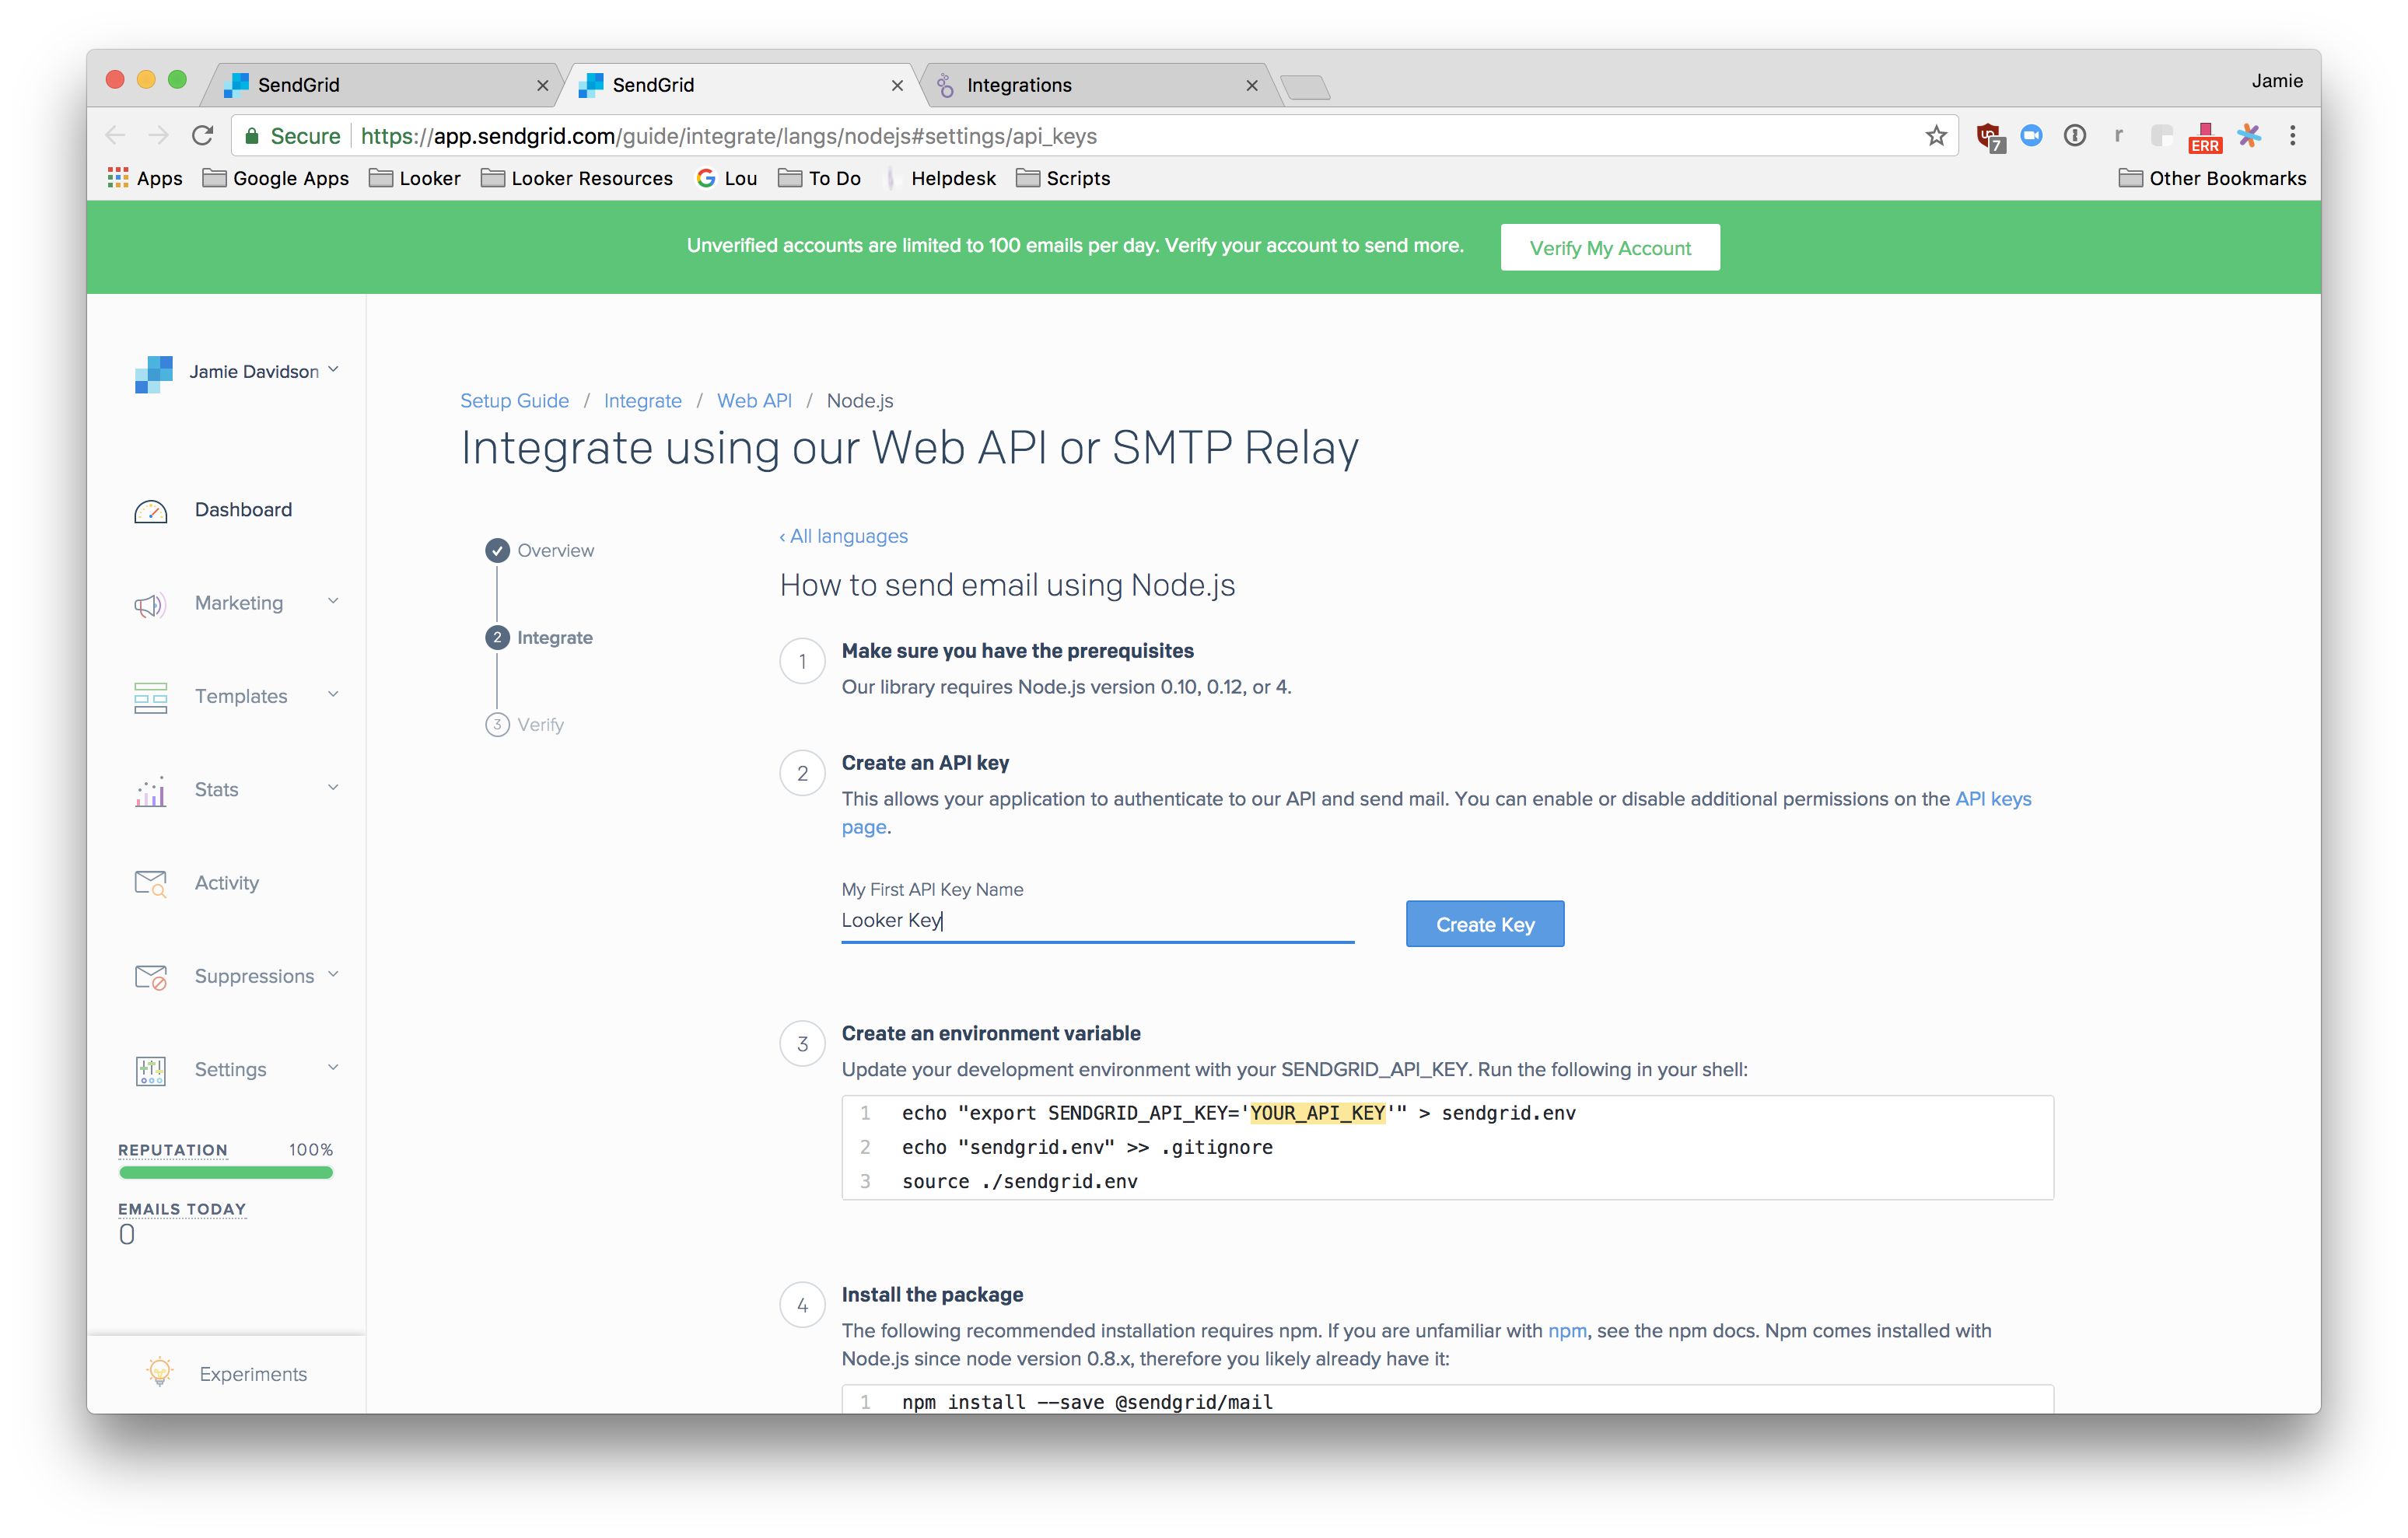 SendGrid
SendGrid
Integrations
Jamie
Secure https://app.sendgrid.com/guide/integrate/langs/nodejs#settings/api_keys
7
r
ERR
Apps Google Apps Looker Looker Resources Lou To Do Helpdesk Scripts Other Bookmarks
Unverified accounts are limited to 100 emails per day. Verify your account to send more. Verify My Account
Jamie Davidson
Dashboard
Marketing
Templates
Stats
Activity
Suppressions
Settings
REPUTATION 100%
EMAILS TODAY
0
Experiments
Setup Guide / Integrate / Web API / Node.js
Integrate using our Web API or SMTP Relay
Overview
2 Integrate
3 Verify
‹ All languages
How to send email using Node.js
1 Make sure you have the prerequisites
Our library requires Node.js version 0.10, 0.12, or 4.
2 Create an API key
This allows your application to authenticate to our API and send mail. You can enable or disable additional permissions on the API keys
page.
My First API Key Name
Looker Key
Create Key
3 Create an environment variable
Update your development environment with your SENDGRID_API_KEY. Run the following in your shell:
1 echo "export SENDGRID_API_KEY='YOUR_API_KEY'" > sendgrid.env
2 echo "sendgrid.env" >> .gitignore
3 source ./sendgrid.env
4 Install the package
The following recommended installation requires npm. If you are unfamiliar with npm, see the npm docs. Npm comes installed with
Node.js since node version 0.8.x, therefore you likely already have it:
1 npm install --save @sendgrid/mail